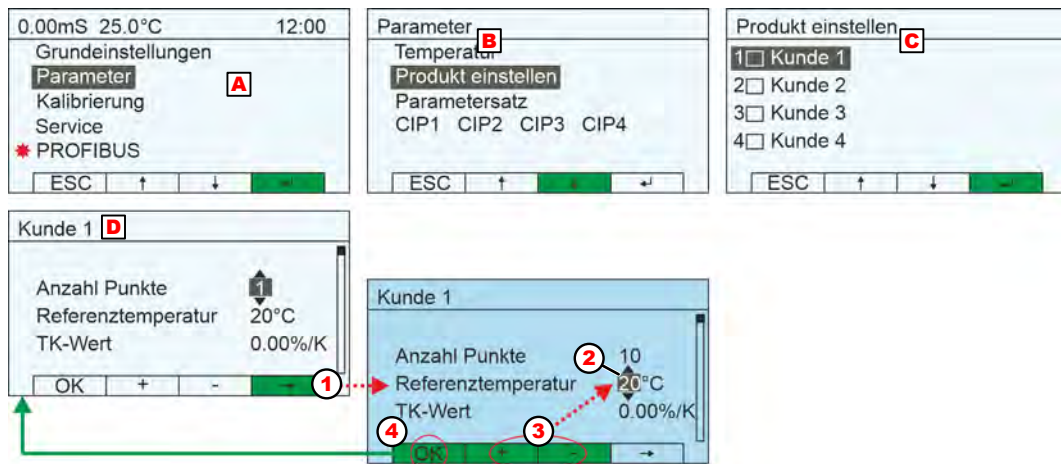 0.00mS 25.0°C 12:00
Grundeinstellungen
Parameter
A
Kalibrierung
Service
PROFIBUS
ESC ↑ ↓ ↵
Parameter
B
Temperatur
Produkt einstellen
Parametersatz
CIP1 CIP2 CIP3 CIP4
ESC ↑ ↓ ↵
Produkt einstellen
C
1 Kunde 1
2 Kunde 2
3 Kunde 3
4 Kunde 4
ESC ↑ ↓ ↵
Kunde 1 D
Anzahl Punkte 1
Referenztemperatur 20°C
TK-Wert 0.00%/K
OK + - →
1
Kunde 1
Anzahl Punkte 10
2
Referenztemperatur 20°C
TK-Wert 0.00%/K
4 3
OK + - →